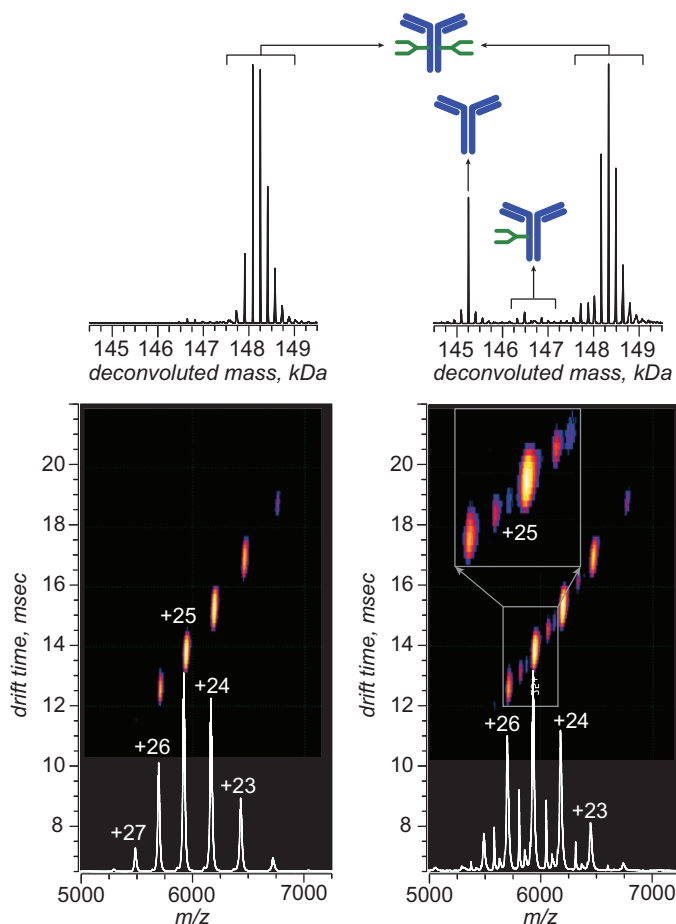 145 146 147 148 149
deconvoluted mass, kDa
145 146 147 148 149
deconvoluted mass, kDa
20
18
16
14
12
10
8
drift time, msec
+25
+24
+26
+23
+27
5000 6000 7000
m/z
20
18
16
14
12
10
8
drift time, msec
+25
+26
+24
+23
5000 6000 7000
m/z